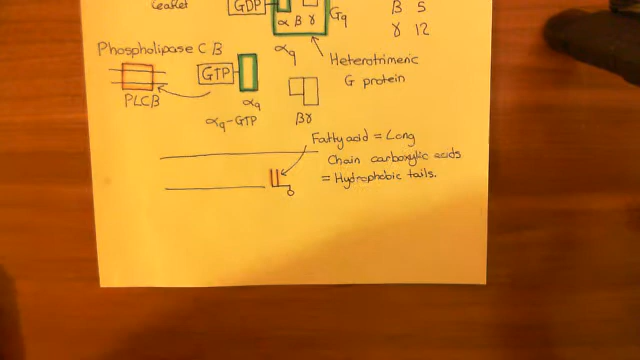 leaflet
GDP
α β γ
Gq
β 5
γ 12
Phospholipase C β
PLCβ
GTP
αq
αq
αq-GTP
βγ
Heterotrimeric
G protein
Fatty acid = Long
Chain carboxylic acids
= Hydrophobic tails.